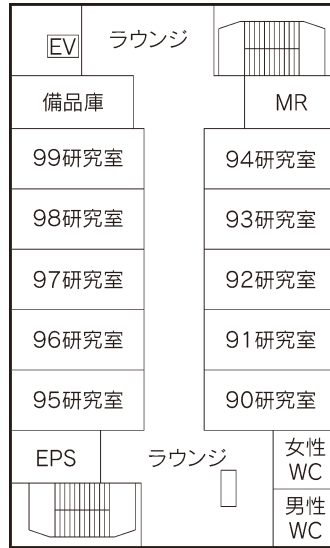 EV
ラウンジ
備品庫
MR
99研究室
94研究室
98研究室
93研究室
97研究室
92研究室
96研究室
91研究室
95研究室
90研究室
EPS
ラウンジ
女性
WC
男性
WC